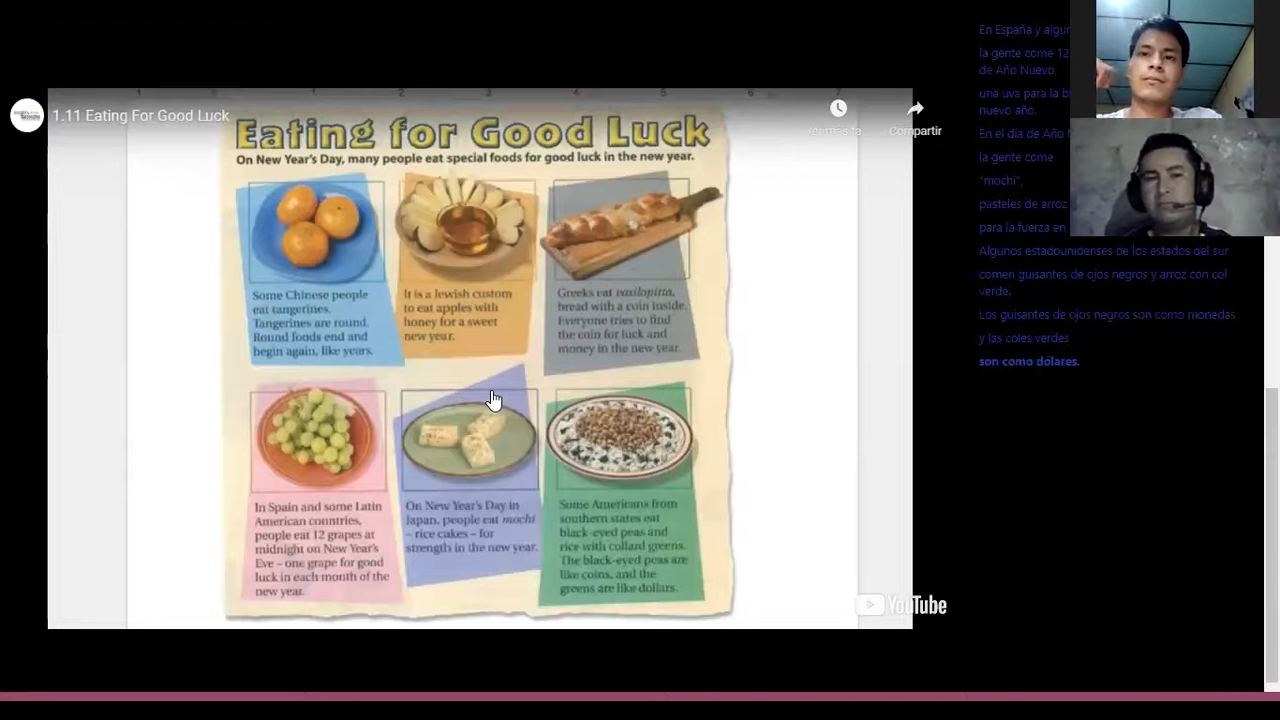 1.11 Eating For Good Luck
Compartir
Eating for Good Luck
On New Year's Day, many people eat special foods for good luck in the new year.
Some Chinese people
eat tangerines.
Tangerines are round.
Round foods end and
begin again, like years.
It is a Jewish custom
to eat apples with
honey for a sweet
new year.
Greeks eat vasilopitta,
bread with a coin inside.
Everyone tries to find
the coin for luck and
money in the new year.
In Spain and some Latin
American countries,
people eat 12 grapes at
midnight on New Year's
Eve – one grape for good
luck in each month of the
new year.
On New Year's Day in
Japan, people eat mochi
– rice cakes – for
strength in the new year.
Some Americans from
southern states eat
black-eyed peas and
rice with collard greens.
The black-eyed peas are
like coins, and the
greens are like dollars.
YouTube
En España y
la gente come 12
de Año Nuevo,
una uva para la
nuevo año.
En el día de Año
la gente come
“mochi”,
pasteles de arroz
para la fuerza en
Algunos estadounidenses de los estados del sur
comen guisantes de ojos negros y arroz con col
verde.
Los guisantes de ojos negros son como monedas
y las coles verdes
son como dólares.